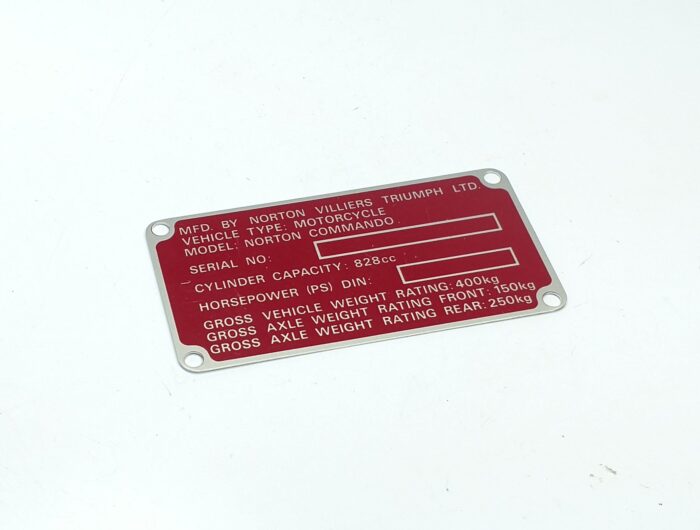 MFD. BY NORTON VILLIERS TRIUMPH LTD.
VEHICLE TYPE: MOTORCYCLE
MODEL: NORTON COMMANDO
SERIAL NO:
CYLINDER CAPACITY: 828cc
HORSEPOWER (PS) DIN:
GROSS VEHICLE WEIGHT RATING: 400kg
GROSS AXLE WEIGHT RATING FRONT: 150kg
GROSS AXLE WEIGHT RATING REAR: 250kg